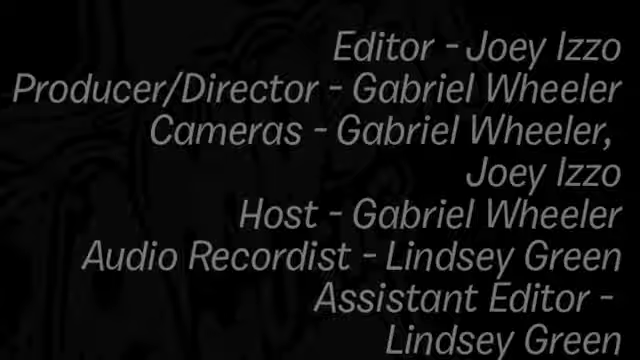 Editor - Joey Izzo
Producer/Director - Gabriel Wheeler
Cameras - Gabriel Wheeler,
Joey Izzo
Host - Gabriel Wheeler
Audio Recordist - Lindsey Green
Assistant Editor -
Lindsey Green